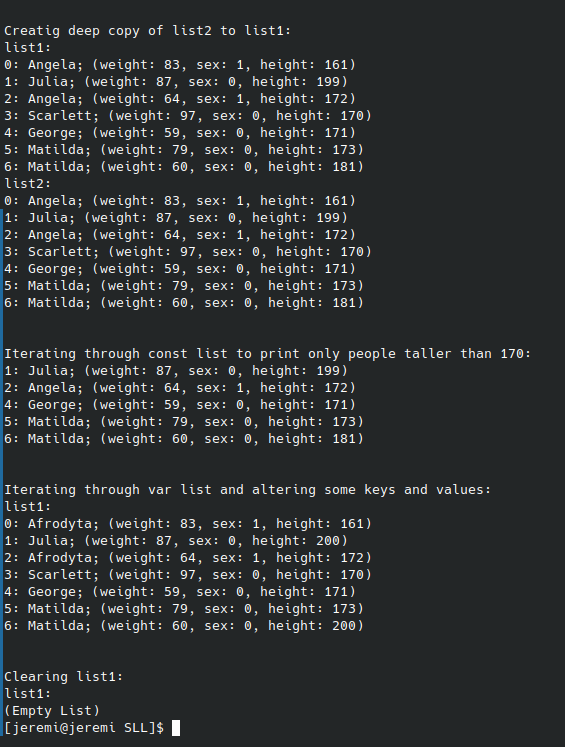 Creatig deep copy of list2 to list1:
list1:
0: Angela; (weight: 83, sex: 1, height: 161)
1: Julia; (weight: 87, sex: 0, height: 199)
2: Angela; (weight: 64, sex: 1, height: 172)
3: Scarlett; (weight: 97, sex: 0, height: 170)
4: George; (weight: 59, sex: 0, height: 171)
5: Matilda; (weight: 79, sex: 0, height: 173)
6: Matilda; (weight: 60, sex: 0, height: 181)
list2:
0: Angela; (weight: 83, sex: 1, height: 161)
1: Julia; (weight: 87, sex: 0, height: 199)
2: Angela; (weight: 64, sex: 1, height: 172)
3: Scarlett; (weight: 97, sex: 0, height: 170)
4: George; (weight: 59, sex: 0, height: 171)
5: Matilda; (weight: 79, sex: 0, height: 173)
6: Matilda; (weight: 60, sex: 0, height: 181)
Iterating through const list to print only people taller than 170:
1: Julia; (weight: 87, sex: 0, height: 199)
2: Angela; (weight: 64, sex: 1, height: 172)
4: George; (weight: 59, sex: 0, height: 171)
5: Matilda; (weight: 79, sex: 0, height: 173)
6: Matilda; (weight: 60, sex: 0, height: 181)
Iterating through var list and altering some keys and values:
list1:
0: Afrodyta; (weight: 83, sex: 1, height: 161)
1: Julia; (weight: 87, sex: 0, height: 200)
2: Afrodyta; (weight: 64, sex: 1, height: 172)
3: Scarlett; (weight: 97, sex: 0, height: 170)
4: George; (weight: 59, sex: 0, height: 171)
5: Matilda; (weight: 79, sex: 0, height: 173)
6: Matilda; (weight: 60, sex: 0, height: 200)
Clearing list1:
list1:
(Empty List)
[jeremi@jeremi SLL]$